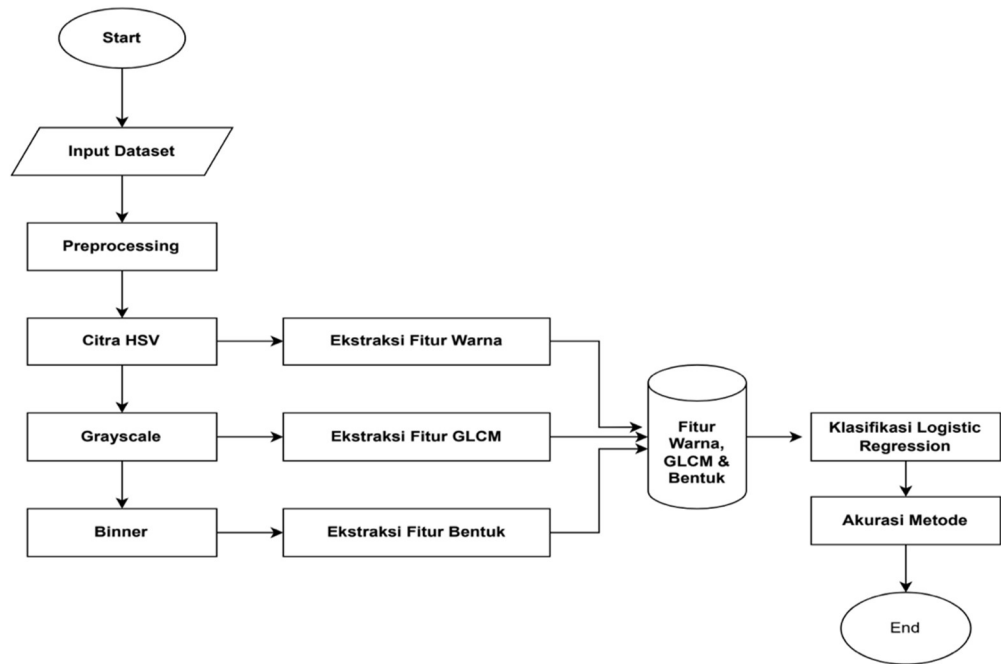 Start
Input Dataset
Preprocessing
Citra HSV
Ekstraksi Fitur Warna
Grayscale
Ekstraksi Fitur GLCM
Binner
Ekstraksi Fitur Bentuk
Fitur
Warna,
GLCM &
Bentuk
Klasifikasi Logistic
Regression
Akurasi Metode
End